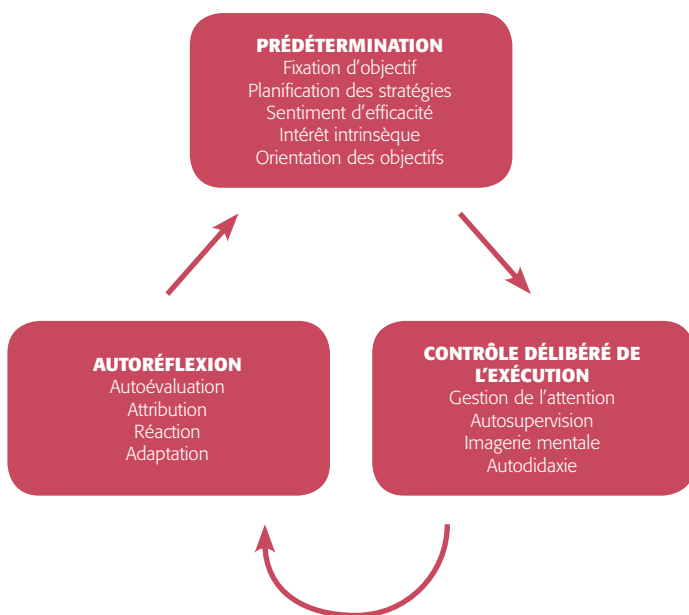 PRÉDÉTERMINATION
Fixation d’objectif
Planification des stratégies
Sentiment d’efficacité
Intérêt intrinsèque
Orientation des objectifs
AUTORÉFLEXION
Autoévaluation
Attribution
Réaction
Adaptation
CONTRÔLE DÉLIBÉRÉ DE
L’EXÉCUTION
Gestion de l’attention
Autosupervision
Imagerie mentale
Autodidaxie